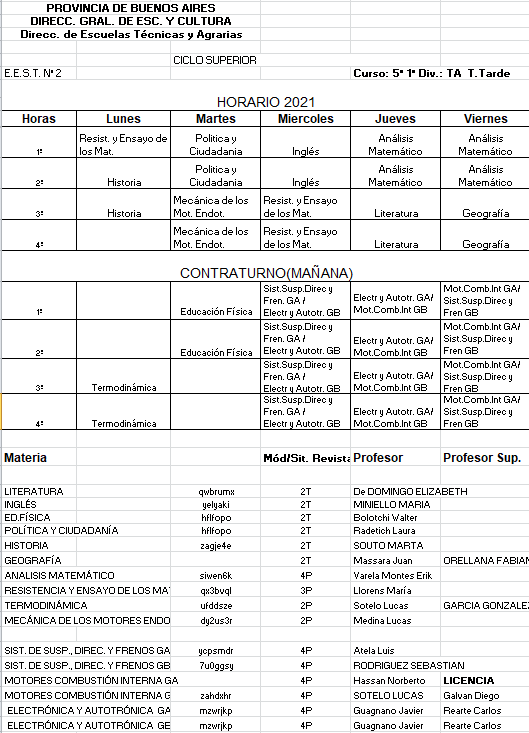 PROVINCIA DE BUENOS AIRES
DIRECC. GRAL. DE ESC. Y CULTURA
Direcc. de Escuelas Técnicas y Agrarias
CICLO SUPERIOR
E.E.S.T. Nº 2 Curso: 5º 1º Div.: TA T.Tarde
HORARIO 2021
Horas Lunes Martes Miercoles Jueves Viernes
1º Resist. y Ensayo de los Mat. Politica y Ciudadania Inglés Análisis Matemático Análisis Matemático
2º Historia Politica y Ciudadania Inglés Análisis Matemático Análisis Matemático
3º Historia Mecánica de los Mot. Endot. Resist. y Ensayo de los Mat. Literatura Geografía
4º Mecánica de los Mot. Endot. Resist. y Ensayo de los Mat. Literatura Geografía
CONTRATURNO(MAÑANA)
1º Educación Física Sist.Susp.Direc y Fren. GA / Electr y Autotr. GB Electr y Autotr. GA/ Mot.Comb.Int GB Mot.Comb.Int GA/ Sist.Susp.Direc y Fren GB
2º Educación Física Sist.Susp.Direc y Fren. GA / Electr y Autotr. GB Electr y Autotr. GA/ Mot.Comb.Int GB Mot.Comb.Int GA/ Sist.Susp.Direc y Fren GB
3º Termodinámica Sist.Susp.Direc y Fren. GA / Electr y Autotr. GB Electr y Autotr. GA/ Mot.Comb.Int GB Mot.Comb.Int GA/ Sist.Susp.Direc y Fren GB
4º Termodinámica Sist.Susp.Direc y Fren. GA / Electr y Autotr. GB Electr y Autotr. GA/ Mot.Comb.Int GB Mot.Comb.Int GA/ Sist.Susp.Direc y Fren GB
Materia Mód/Sit. Revista Profesor Profesor Sup.
LITERATURA qwbrumx 2T De DOMINGO ELIZABETH
INGLÉS yelyaki 2T MINIELLO MARIA
ED.FÍSICA hflfopo 2T Bolotchi Walter
POLÍTICA Y CIUDADANÍA hflfopo 2T Radetich Laura
HISTORIA zagje4e 2T SOUTO MARTA
GEOGRAFÍA 2T Massara Juan ORELLANA FABIAN
ANALISIS MATEMÁTICO siwen6k 4P Varela Montes Erik
RESISTENCIA Y ENSAYO DE LOS MA qx3bvql 3P Llorens María
TERMODINÁMICA ufddsze 2P Sotelo Lucas GARCIA GONZALE
MECÁNICA DE LOS MOTORES ENDO dy2us3r 2P Medina Lucas
SIST. DE SUSP., DIREC. Y FRENOS GA ycpsmdr 4P Atela Luis
SIST. DE SUSP., DIREC. Y FRENOS GB 7u0ggsy 4P RODRIGUEZ SEBASTIAN
MOTORES COMBUSTIÓN INTERNA GA 4P Hassan Norberto LICENCIA
MOTORES COMBUSTIÓN INTERNA G zahdxhr 4P SOTELO LUCAS Galvan Diego
ELECTRÓNICA Y AUTOTRÓNICA GA mzwrjkp 4P Guagnano Javier Rearte Carlos
ELECTRÓNICA Y AUTOTRÓNICA GE mzwrjkp 4P Guagnano Javier Rearte Carlos